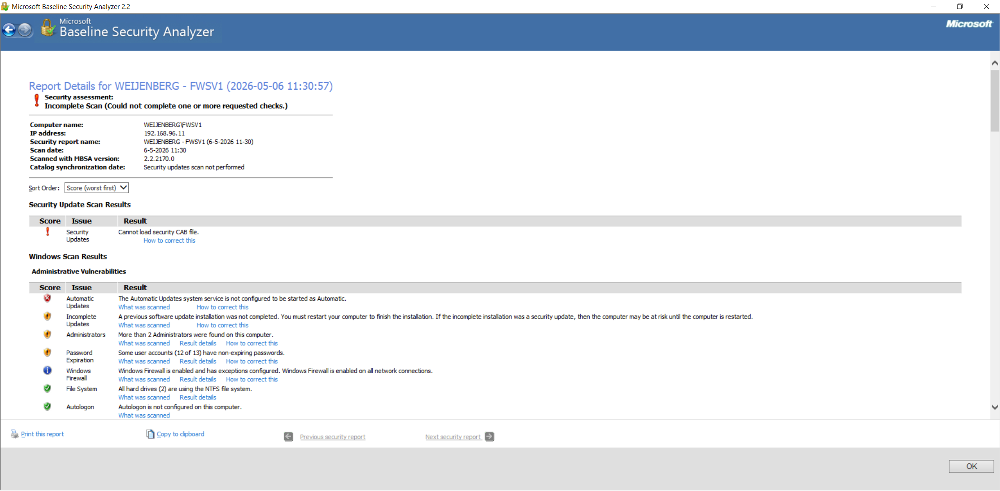 Microsoft Baseline Security Analyzer 2.2
Microsoft
Baseline Security Analyzer
Microsoft
Report Details for WEIJENBERG - FWSV1 (2026-05-06 11:30:57)
Security assessment:
Incomplete Scan (Could not complete one or more requested checks.)
Computer name: WEIJENBERG\FWSV1
IP address: 192.168.96.11
Security report name: WEIJENBERG - FWSV1 (6-5-2026 11-30)
Scan date: 6-5-2026 11:30
Scanned with MBSA version: 2.2.2170.0
Catalog synchronization date: Security updates scan not performed
Sort Order: Score (worst first)
Security Update Scan Results
Score Issue Result
Security Updates Cannot load security CAB file.
How to correct this
Windows Scan Results
Administrative Vulnerabilities
Score Issue Result
Automatic Updates The Automatic Updates system service is not configured to be started as Automatic.
What was scanned How to correct this
Incomplete Updates A previous software update installation was not completed. You must restart your computer to finish the installation. If the incomplete installation was a security update, then the computer may be at risk until the computer is restarted.
What was scanned How to correct this
Administrators More than 2 Administrators were found on this computer.
What was scanned Result details How to correct this
Password Expiration Some user accounts (12 of 13) have non-expiring passwords.
What was scanned Result details How to correct this
Windows Firewall Windows Firewall is enabled and has exceptions configured. Windows Firewall is enabled on all network connections.
What was scanned Result details How to correct this
File System All hard drives (2) are using the NTFS file system.
What was scanned Result details
Autologon Autologon is not configured on this computer.
What was scanned
Print this report Copy to clipboard Previous security report Next security report
OK